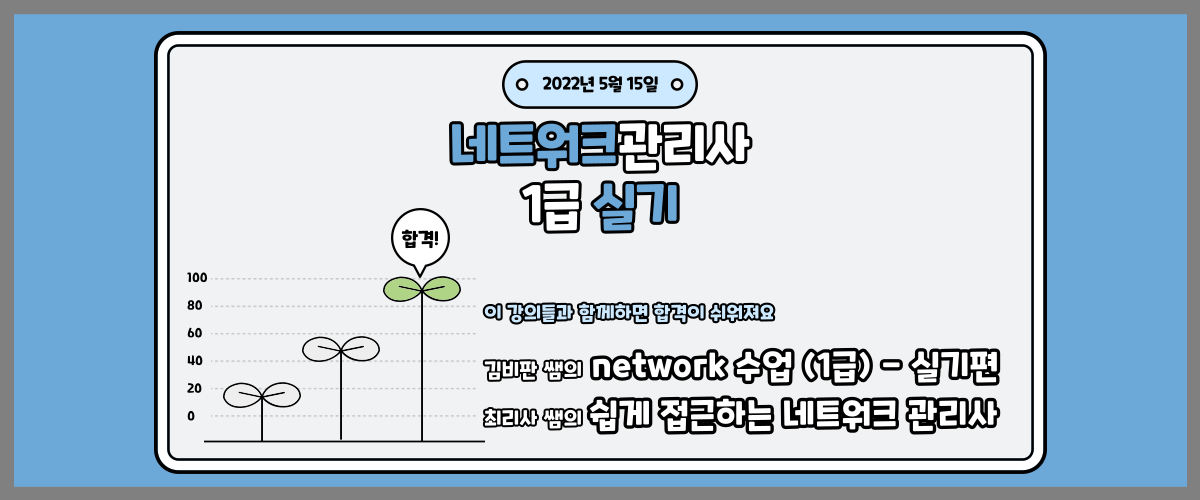 2022년 5월 15일
네트워크관리사
1급 실기
합격!
100
80
60
40
20
0
이 강의들과 함께하면 합격이 쉬워져요
김비판 쌤의 network 수업 (1급) - 실기편
최리사 쌤의 쉽게 접근하는 네트워크 관리사